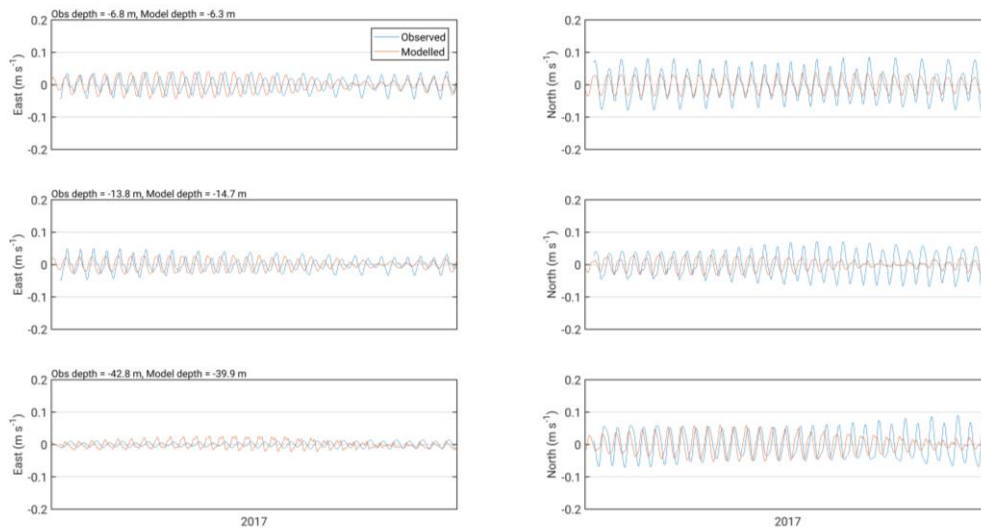 Obs depth = -6.8 m, Model depth = -6.3 m
0.2
0.1
0
-0.1
-0.2
East (m s⁻¹)
Observed
Modelled
0.2
0.1
0
-0.1
-0.2
North (m s⁻¹)
Obs depth = -13.8 m, Model depth = -14.7 m
0.2
0.1
0
-0.1
-0.2
East (m s⁻¹)
0.2
0.1
0
-0.1
-0.2
North (m s⁻¹)
Obs depth = -42.8 m, Model depth = -39.9 m
0.2
0.1
0
-0.1
-0.2
East (m s⁻¹)
2017
0.2
0.1
0
-0.1
-0.2
North (m s⁻¹)
2017